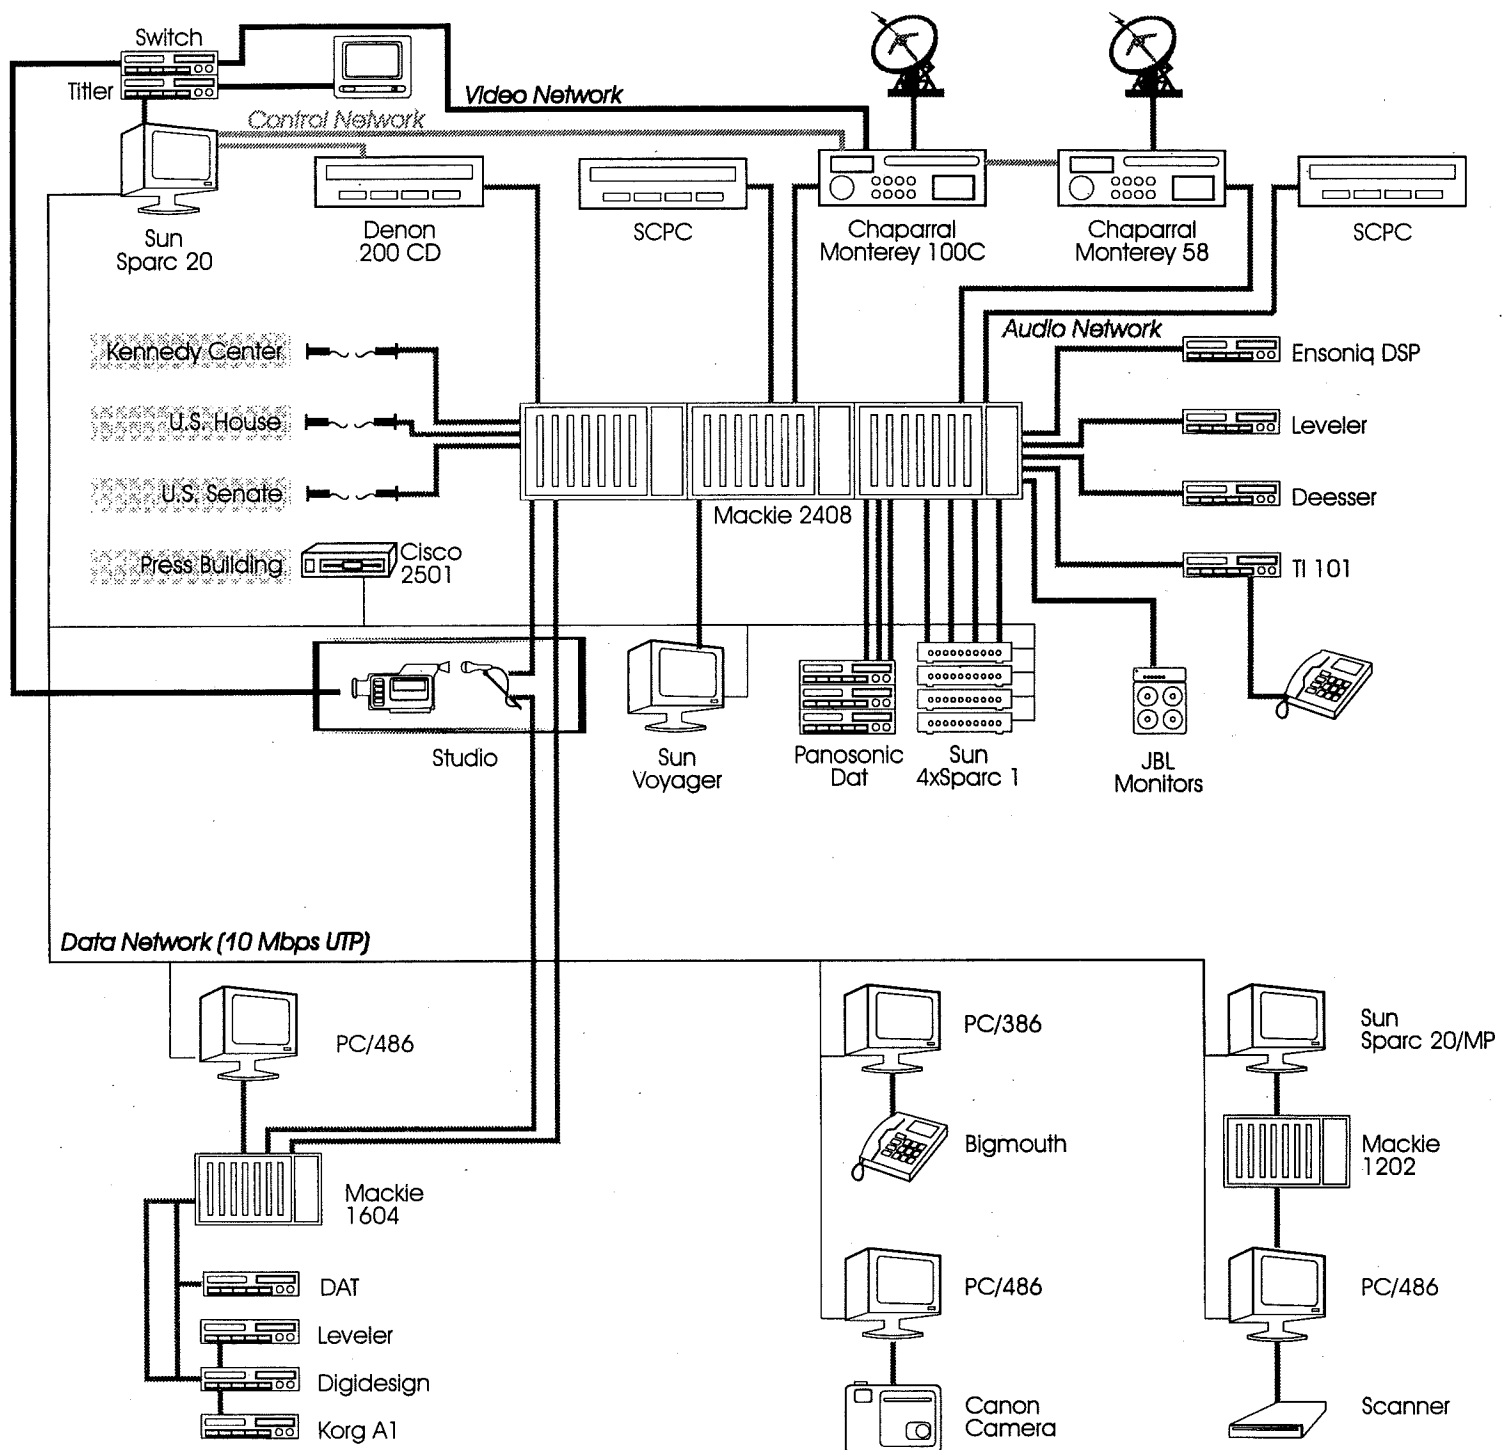 Switch
Titler
Video Network
Control Network
Sun
Sparc 20
Denon
200 CD
SCPC
Chaparral
Monterey 100C
Chaparral
Monterey 58
SCPC
Audio Network
Kennedy Center
U.S. House
U.S. Senate
Press Building
Cisco
2501
Mackie 2408
Ensoniq DSP
Leveler
Deesser
TI 101
Studio
Sun
Voyager
Panosonic
Dat
Sun
4xSparc 1
JBL
Monitors
Data Network (10 Mbps UTP)
PC/486
PC/386
Sun
Sparc 20/MP
Bigmouth
Mackie
1202
Mackie
1604
DAT
Leveler
Digidesign
Korg A1
PC/486
PC/486
Canon
Camera
Scanner